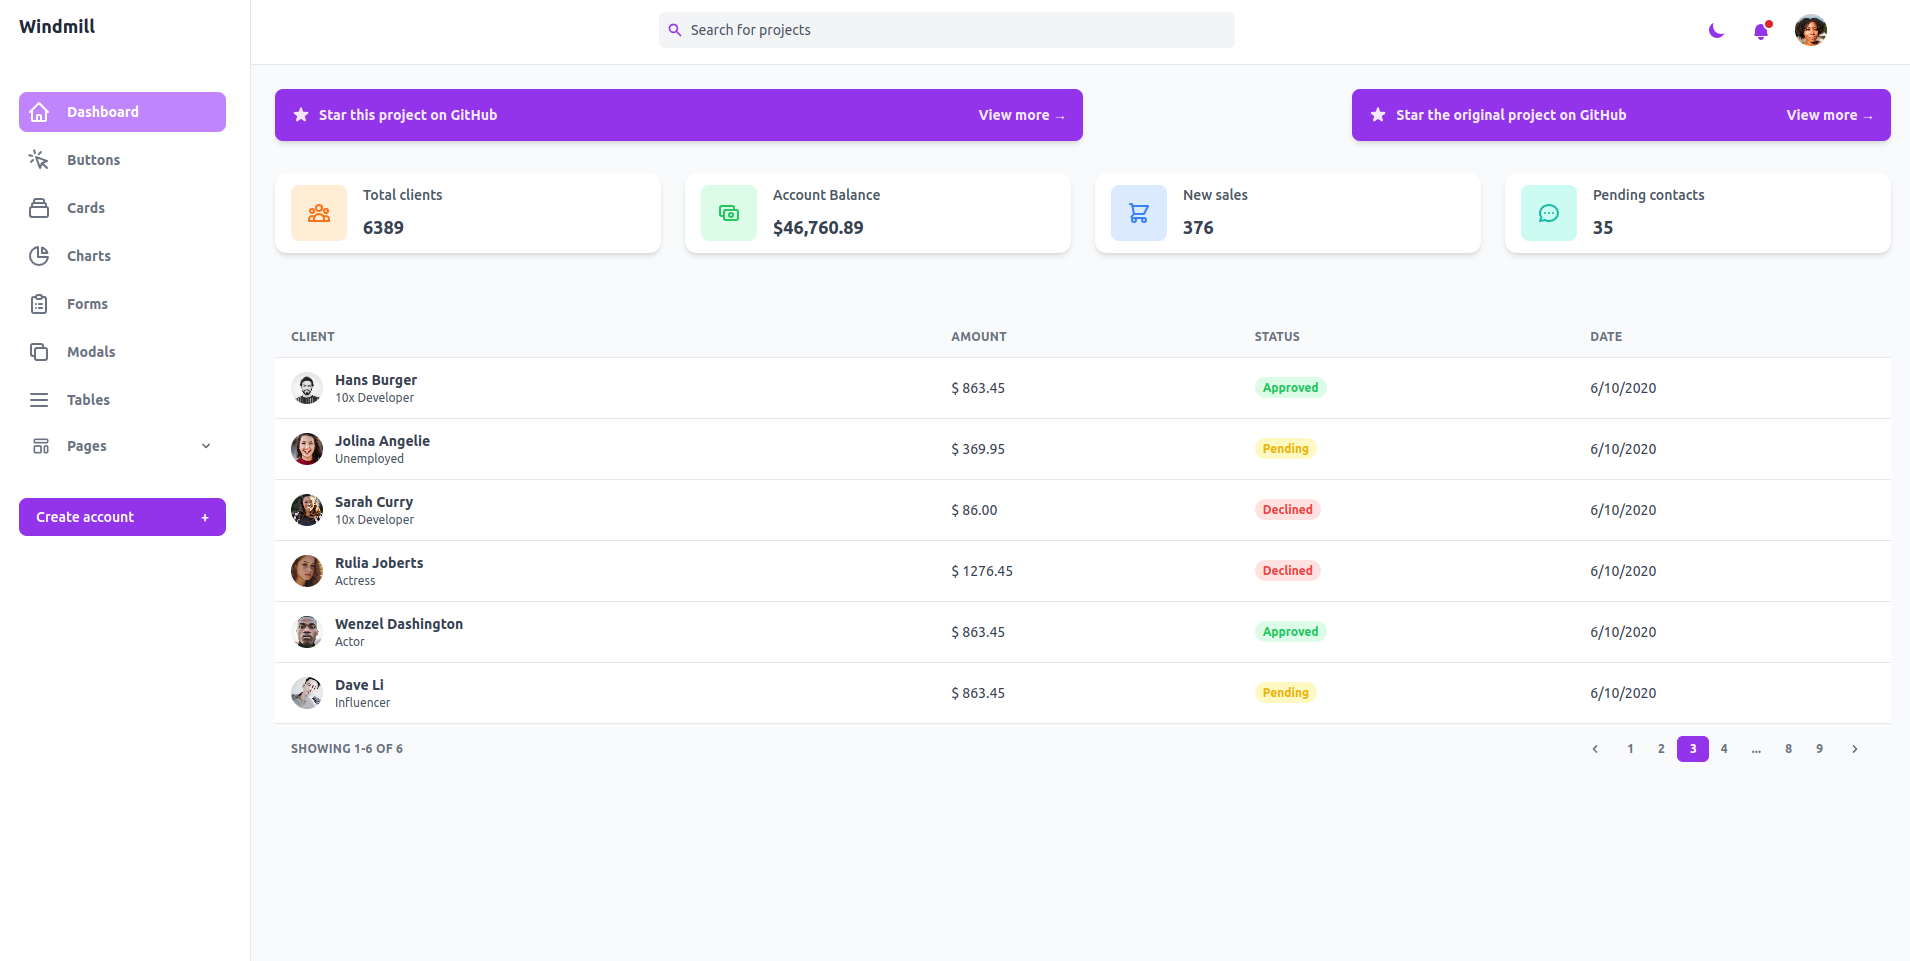 Windmill
Search for projects
Dashboard
Buttons
Cards
Charts
Forms
Modals
Tables
Pages
Create account +
Star this project on GitHub View more →
Star the original project on GitHub View more →
Total clients
6389
Account Balance
$46,760.89
New sales
376
Pending contacts
35
CLIENT AMOUNT STATUS DATE
Hans Burger
10x Developer
$ 863.45 Approved 6/10/2020
Jolina Angelie
Unemployed
$ 369.95 Pending 6/10/2020
Sarah Curry
10x Developer
$ 86.00 Declined 6/10/2020
Rulia Joberts
Actress
$ 1276.45 Declined 6/10/2020
Wenzel Dashington
Actor
$ 863.45 Approved 6/10/2020
Dave Li
Influencer
$ 863.45 Pending 6/10/2020
SHOWING 1-6 OF 6
1 2 3 4 ... 8 9